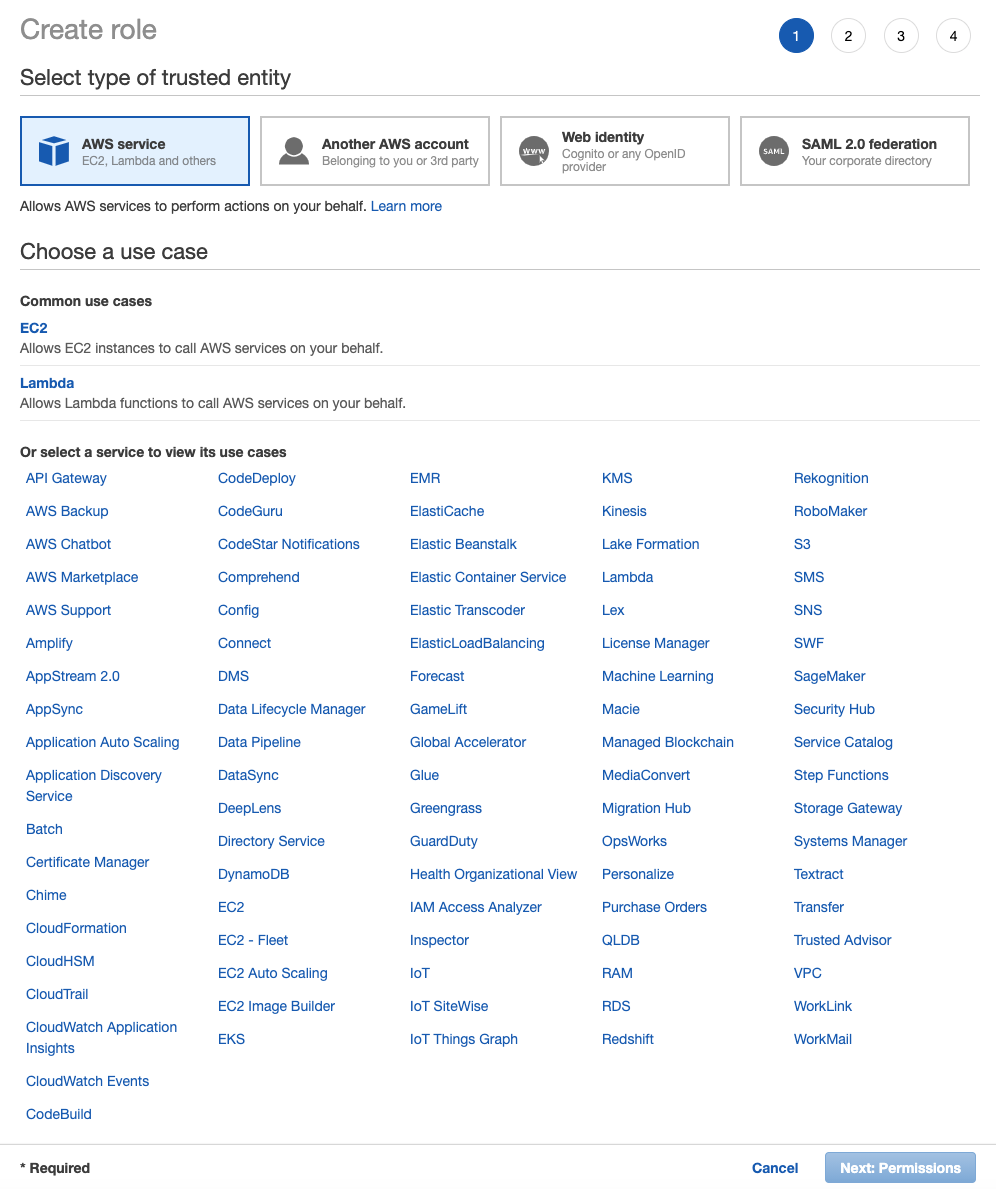 Create role
1 2 3 4
Select type of trusted entity
AWS service
EC2, Lambda and others
Another AWS account
Belonging to you or 3rd party
www
Web identity
Cognito or any OpenID
provider
SAML
SAML 2.0 federation
Your corporate directory
Allows AWS services to perform actions on your behalf. Learn more
Choose a use case
Common use cases
EC2
Allows EC2 instances to call AWS services on your behalf.
Lambda
Allows Lambda functions to call AWS services on your behalf.
Or select a service to view its use cases
API Gateway
AWS Backup
AWS Chatbot
AWS Marketplace
AWS Support
Amplify
AppStream 2.0
AppSync
Application Auto Scaling
Application Discovery
Service
Batch
Certificate Manager
Chime
CloudFormation
CloudHSM
CloudTrail
CloudWatch Application
Insights
CloudWatch Events
CodeBuild
CodeDeploy
CodeGuru
CodeStar Notifications
Comprehend
Config
Connect
DMS
Data Lifecycle Manager
Data Pipeline
DataSync
DeepLens
Directory Service
DynamoDB
EC2
EC2 - Fleet
EC2 Auto Scaling
EC2 Image Builder
EKS
EMR
ElastiCache
Elastic Beanstalk
Elastic Container Service
Elastic Transcoder
ElasticLoadBalancing
Forecast
GameLift
Global Accelerator
Glue
Greengrass
GuardDuty
Health Organizational View
IAM Access Analyzer
Inspector
IoT
IoT SiteWise
IoT Things Graph
KMS
Kinesis
Lake Formation
Lambda
Lex
License Manager
Machine Learning
Macie
Managed Blockchain
MediaConvert
Migration Hub
OpsWorks
Personalize
Purchase Orders
QLDB
RAM
RDS
Redshift
Rekognition
RoboMaker
S3
SMS
SNS
SWF
SageMaker
Security Hub
Service Catalog
Step Functions
Storage Gateway
Systems Manager
Textract
Transfer
Trusted Advisor
VPC
WorkLink
WorkMail
* Required
Cancel
Next: Permissions